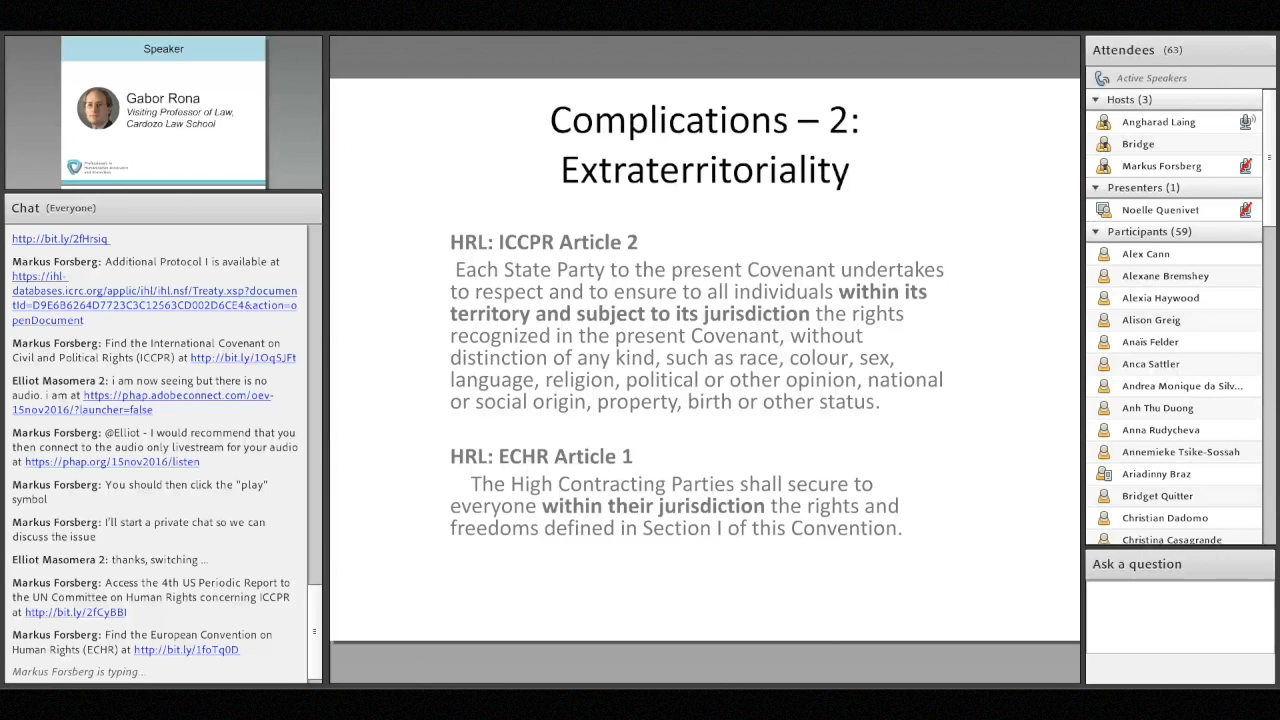 Speaker
Gabor Rona
Visiting Professor of Law,
Cardozo Law School
Professionals in
Humanitarian Assistance
and Protection
Chat (Everyone)
http://bit.ly/2fHrsiq
Markus Forsberg: Additional Protocol I is available at
https://ihl-
databases.icrc.org/applic/ihl/ihl.nsf/Treaty.xsp?documen
tId=D9E6B6264D7723C3C12563CD002D6CE4&action=o
penDocument
Markus Forsberg: Find the International Covenant on
Civil and Political Rights (ICCPR) at http://bit.ly/1Oq5JFt
Elliot Masomera 2: i am now seeing but there is no
audio. i am at https://phap.adobeconnect.com/oev-
15nov2016/?launcher=false
Markus Forsberg: @Elliot - I would recommend that you
then connect to the audio only livestream for your audio
at https://phap.org/15nov2016/listen
Markus Forsberg: You should then click the "play"
symbol
Markus Forsberg: I'll start a private chat so we can
discuss the issue
Elliot Masomera 2: thanks, switching ...
Markus Forsberg: Access the 4th US Periodic Report to
the UN Committee on Human Rights concerning ICCPR
at http://bit.ly/2fCyBBI
Markus Forsberg: Find the European Convention on
Human Rights (ECHR) at http://bit.ly/1foTq0D
Markus Forsberg is typing...
Complications – 2:
Extraterritoriality
HRL: ICCPR Article 2
Each State Party to the present Covenant undertakes
to respect and to ensure to all individuals within its
territory and subject to its jurisdiction the rights
recognized in the present Covenant, without
distinction of any kind, such as race, colour, sex,
language, religion, political or other opinion, national
or social origin, property, birth or other status.
HRL: ECHR Article 1
The High Contracting Parties shall secure to
everyone within their jurisdiction the rights and
freedoms defined in Section I of this Convention.
Attendees (63)
Active Speakers
Hosts (3)
Angharad Laing
Bridge
Markus Forsberg
Presenters (1)
Noelle Quenivet
Participants (59)
Alex Cann
Alexane Bremshey
Alexia Haywood
Alison Greig
Anaïs Felder
Anca Sattler
Andrea Monique da Silv...
Anh Thu Duong
Anna Rudycheva
Annemieke Tsike-Sossah
Ariadinny Braz
Bridget Quitter
Christian Dadomo
Christina Casagrande
Ask a question